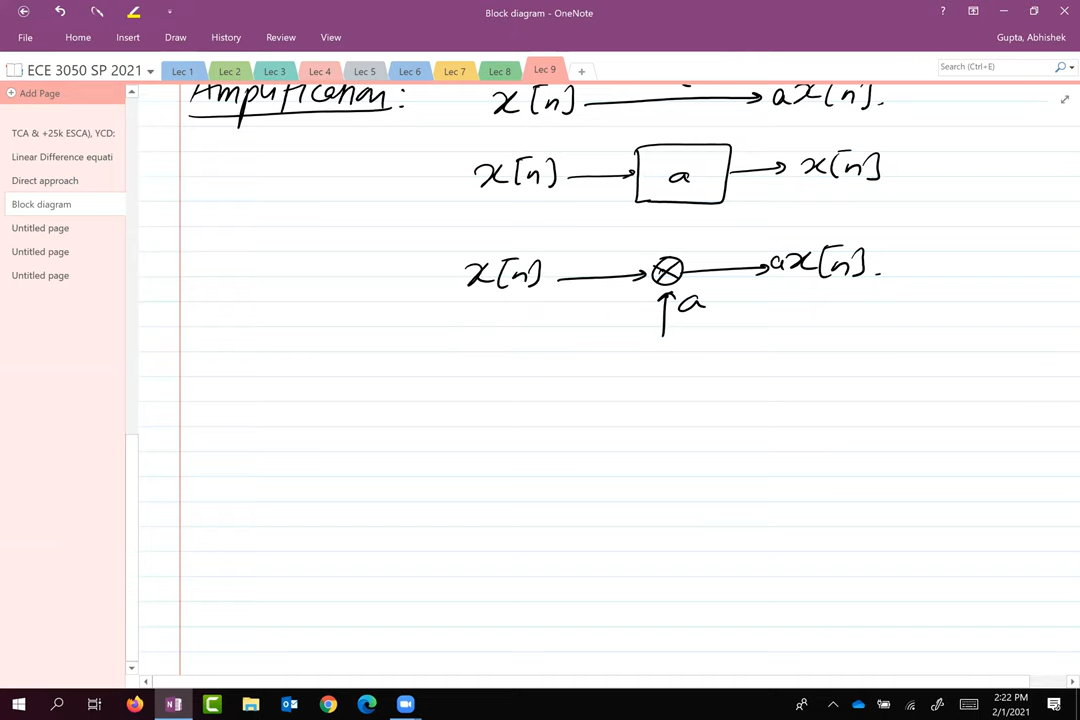 Block diagram - OneNote
File Home Insert Draw History Review View Gupta, Abhishek
ECE 3050 SP 2021 Lec 1 Lec 2 Lec 3 Lec 4 Lec 5 Lec 6 Lec 7 Lec 8 Lec 9 Search (Ctrl+E)
Add Page
TCA & +25k ESCA), YCD:
Linear Difference equati
Direct approach
Block diagram
Untitled page
Untitled page
Untitled page
Amplification: x[n] ax[n].
x[n] a x[n]
x[n] ax[n].
a
2:22 PM
2/1/2021